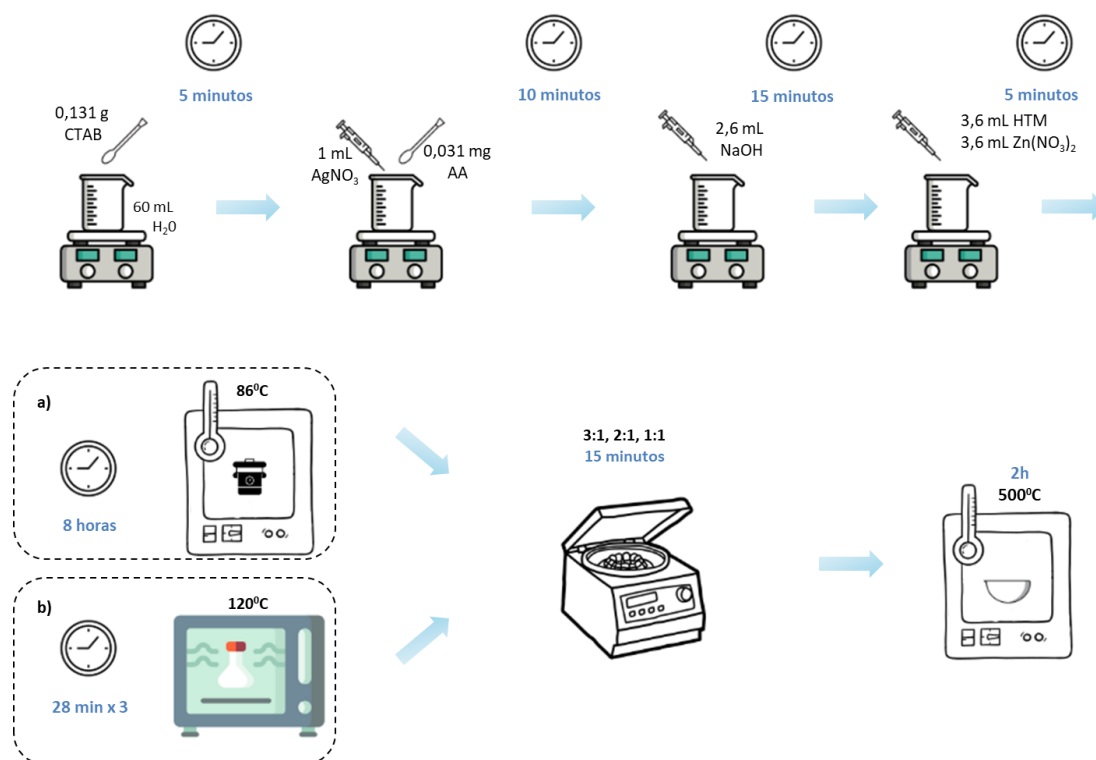 5 minutos
10 minutos
15 minutos
5 minutos
0,131 g
CTAB
60 mL
H₂0
1 mL
AgNO₃
0,031 mg
AA
2,6 mL
NaOH
3,6 mL HTM
3,6 mL Zn(NO₃)₂
a)
86⁰C
8 horas
b)
120⁰C
28 min x 3
3:1, 2:1, 1:1
15 minutos
2h
500⁰C